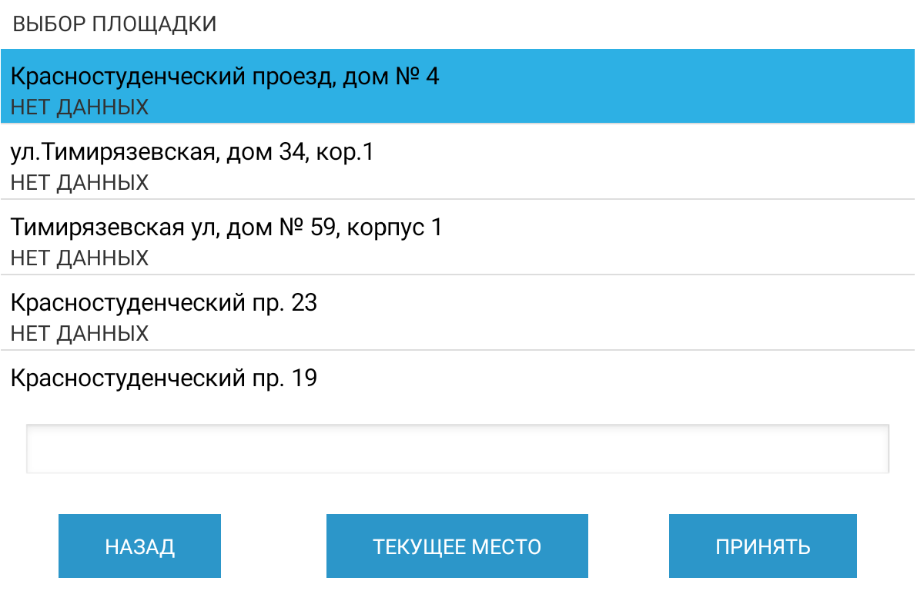 ВЫБОР ПЛОЩАДКИ
Красностуденческий проезд, дом № 4
НЕТ ДАННЫХ
ул.Тимирязевская, дом 34, кор.1
НЕТ ДАННЫХ
Тимирязевская ул, дом № 59, корпус 1
НЕТ ДАННЫХ
Красностуденческий пр. 23
НЕТ ДАННЫХ
Красностуденческий пр. 19
НАЗАД ТЕКУЩЕЕ МЕСТО ПРИНЯТЬ